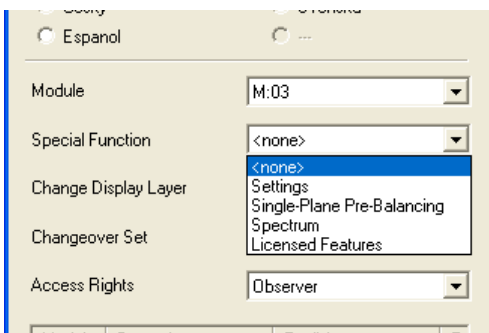 Espanol ---
Module M:03
Special Function <none>
<none>
Settings
Change Display Layer
Single-Plane Pre-Balancing
Spectrum
Changeover Set
Licensed Features
Access Rights Observer